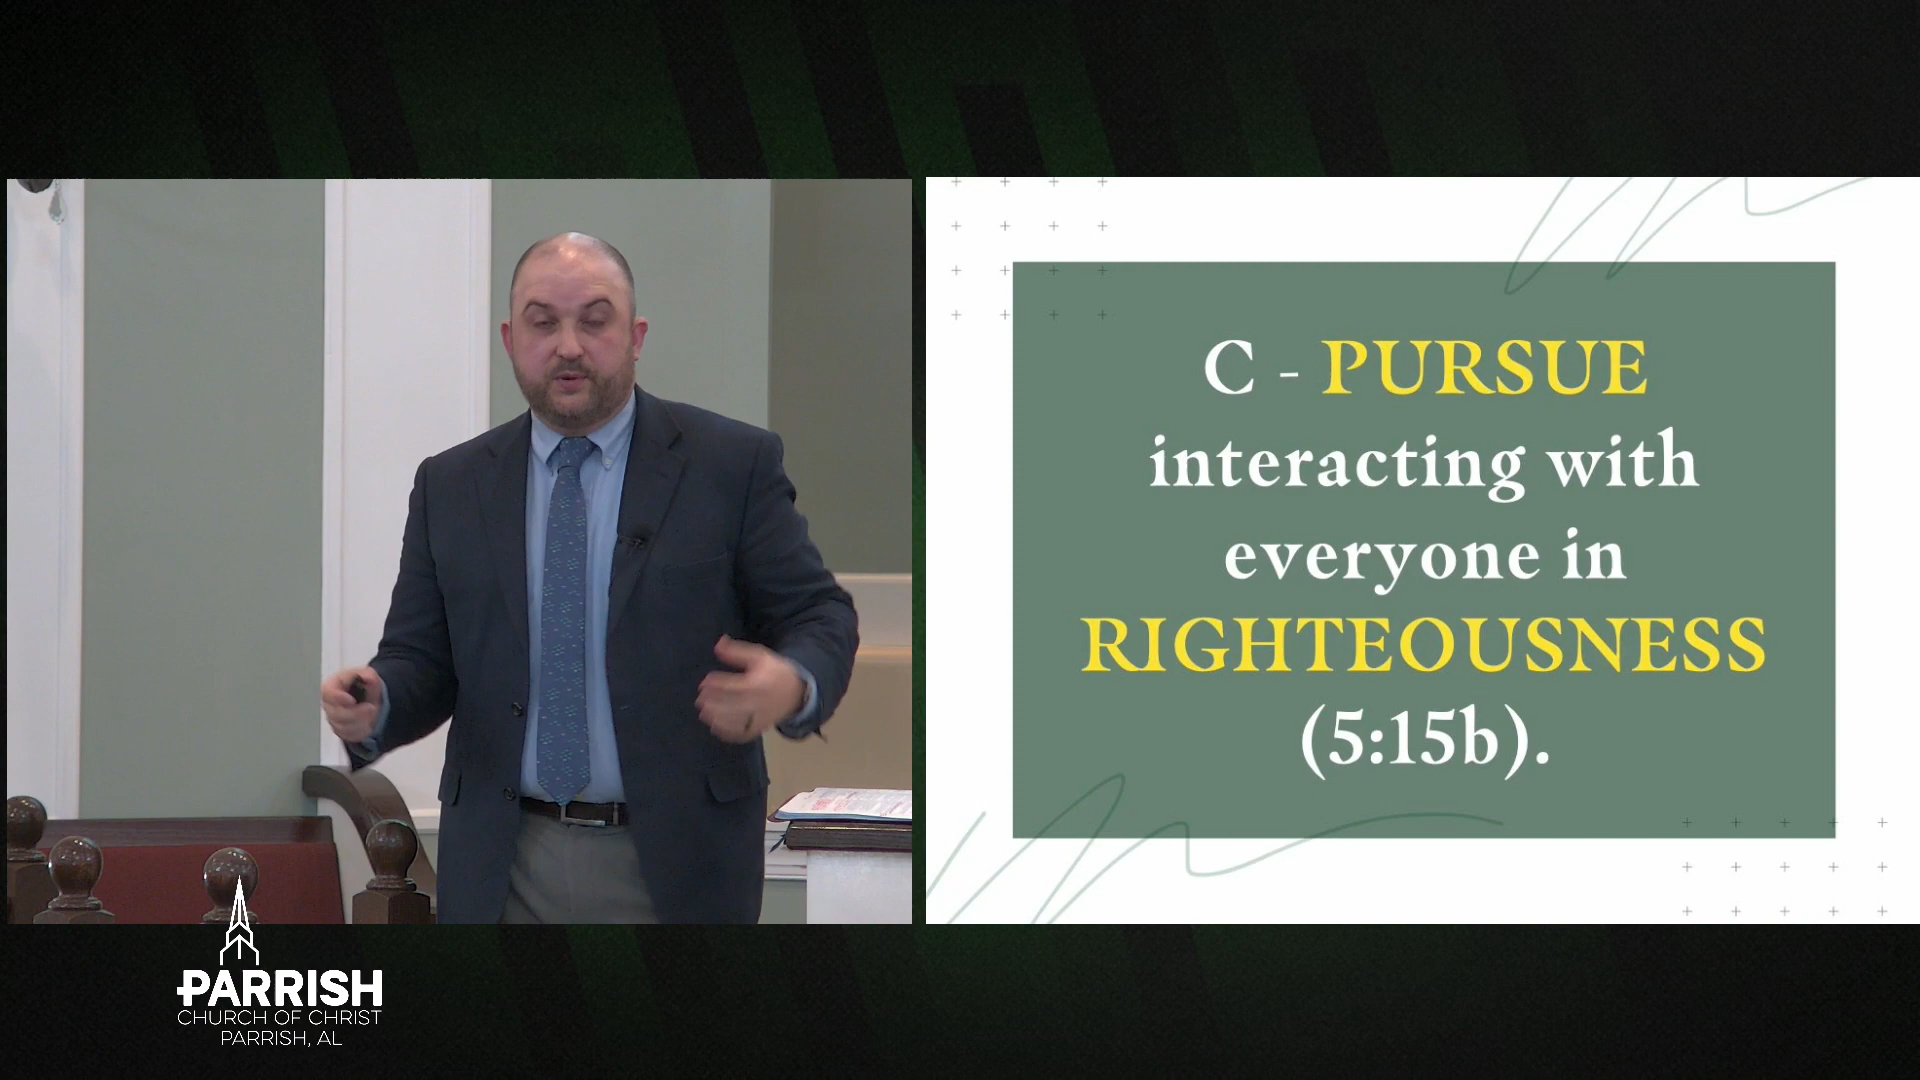 C - PURSUE
interacting with
everyone in
RIGHTEOUSNESS
(5:15b).
PARRISH
CHURCH OF CHRIST
PARRISH, AL